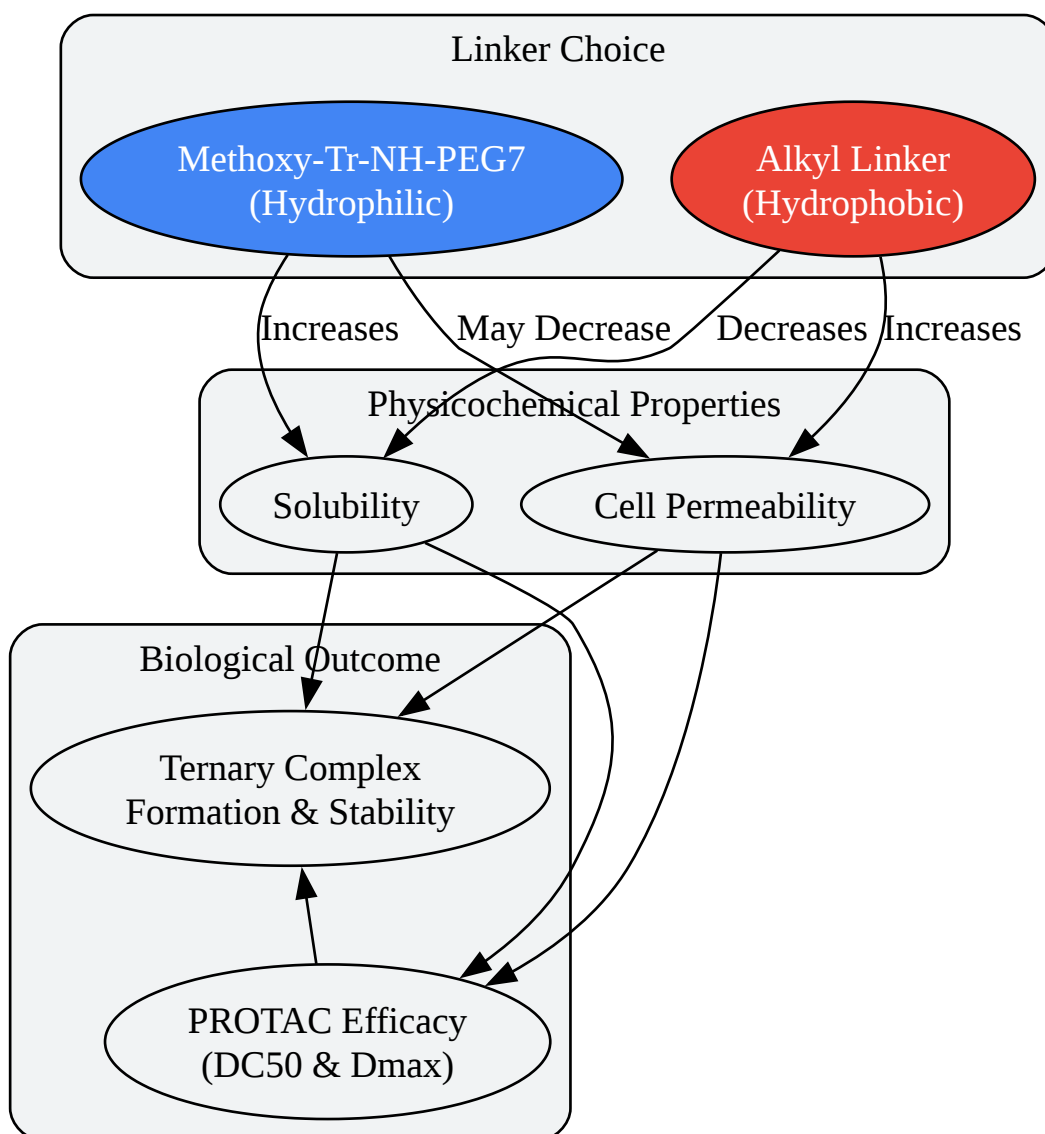 Linker Choice
Methoxy-Tr-NH-PEG7
(Hydrophilic)
Alkyl Linker
(Hydrophobic)
Increases
May Decrease
Decreases
Increases
Physicochemical Properties
Solubility
Cell Permeability
Biological Outcome
Ternary Complex
Formation & Stability
PROTAC Efficacy
(DC50 & Dmax)